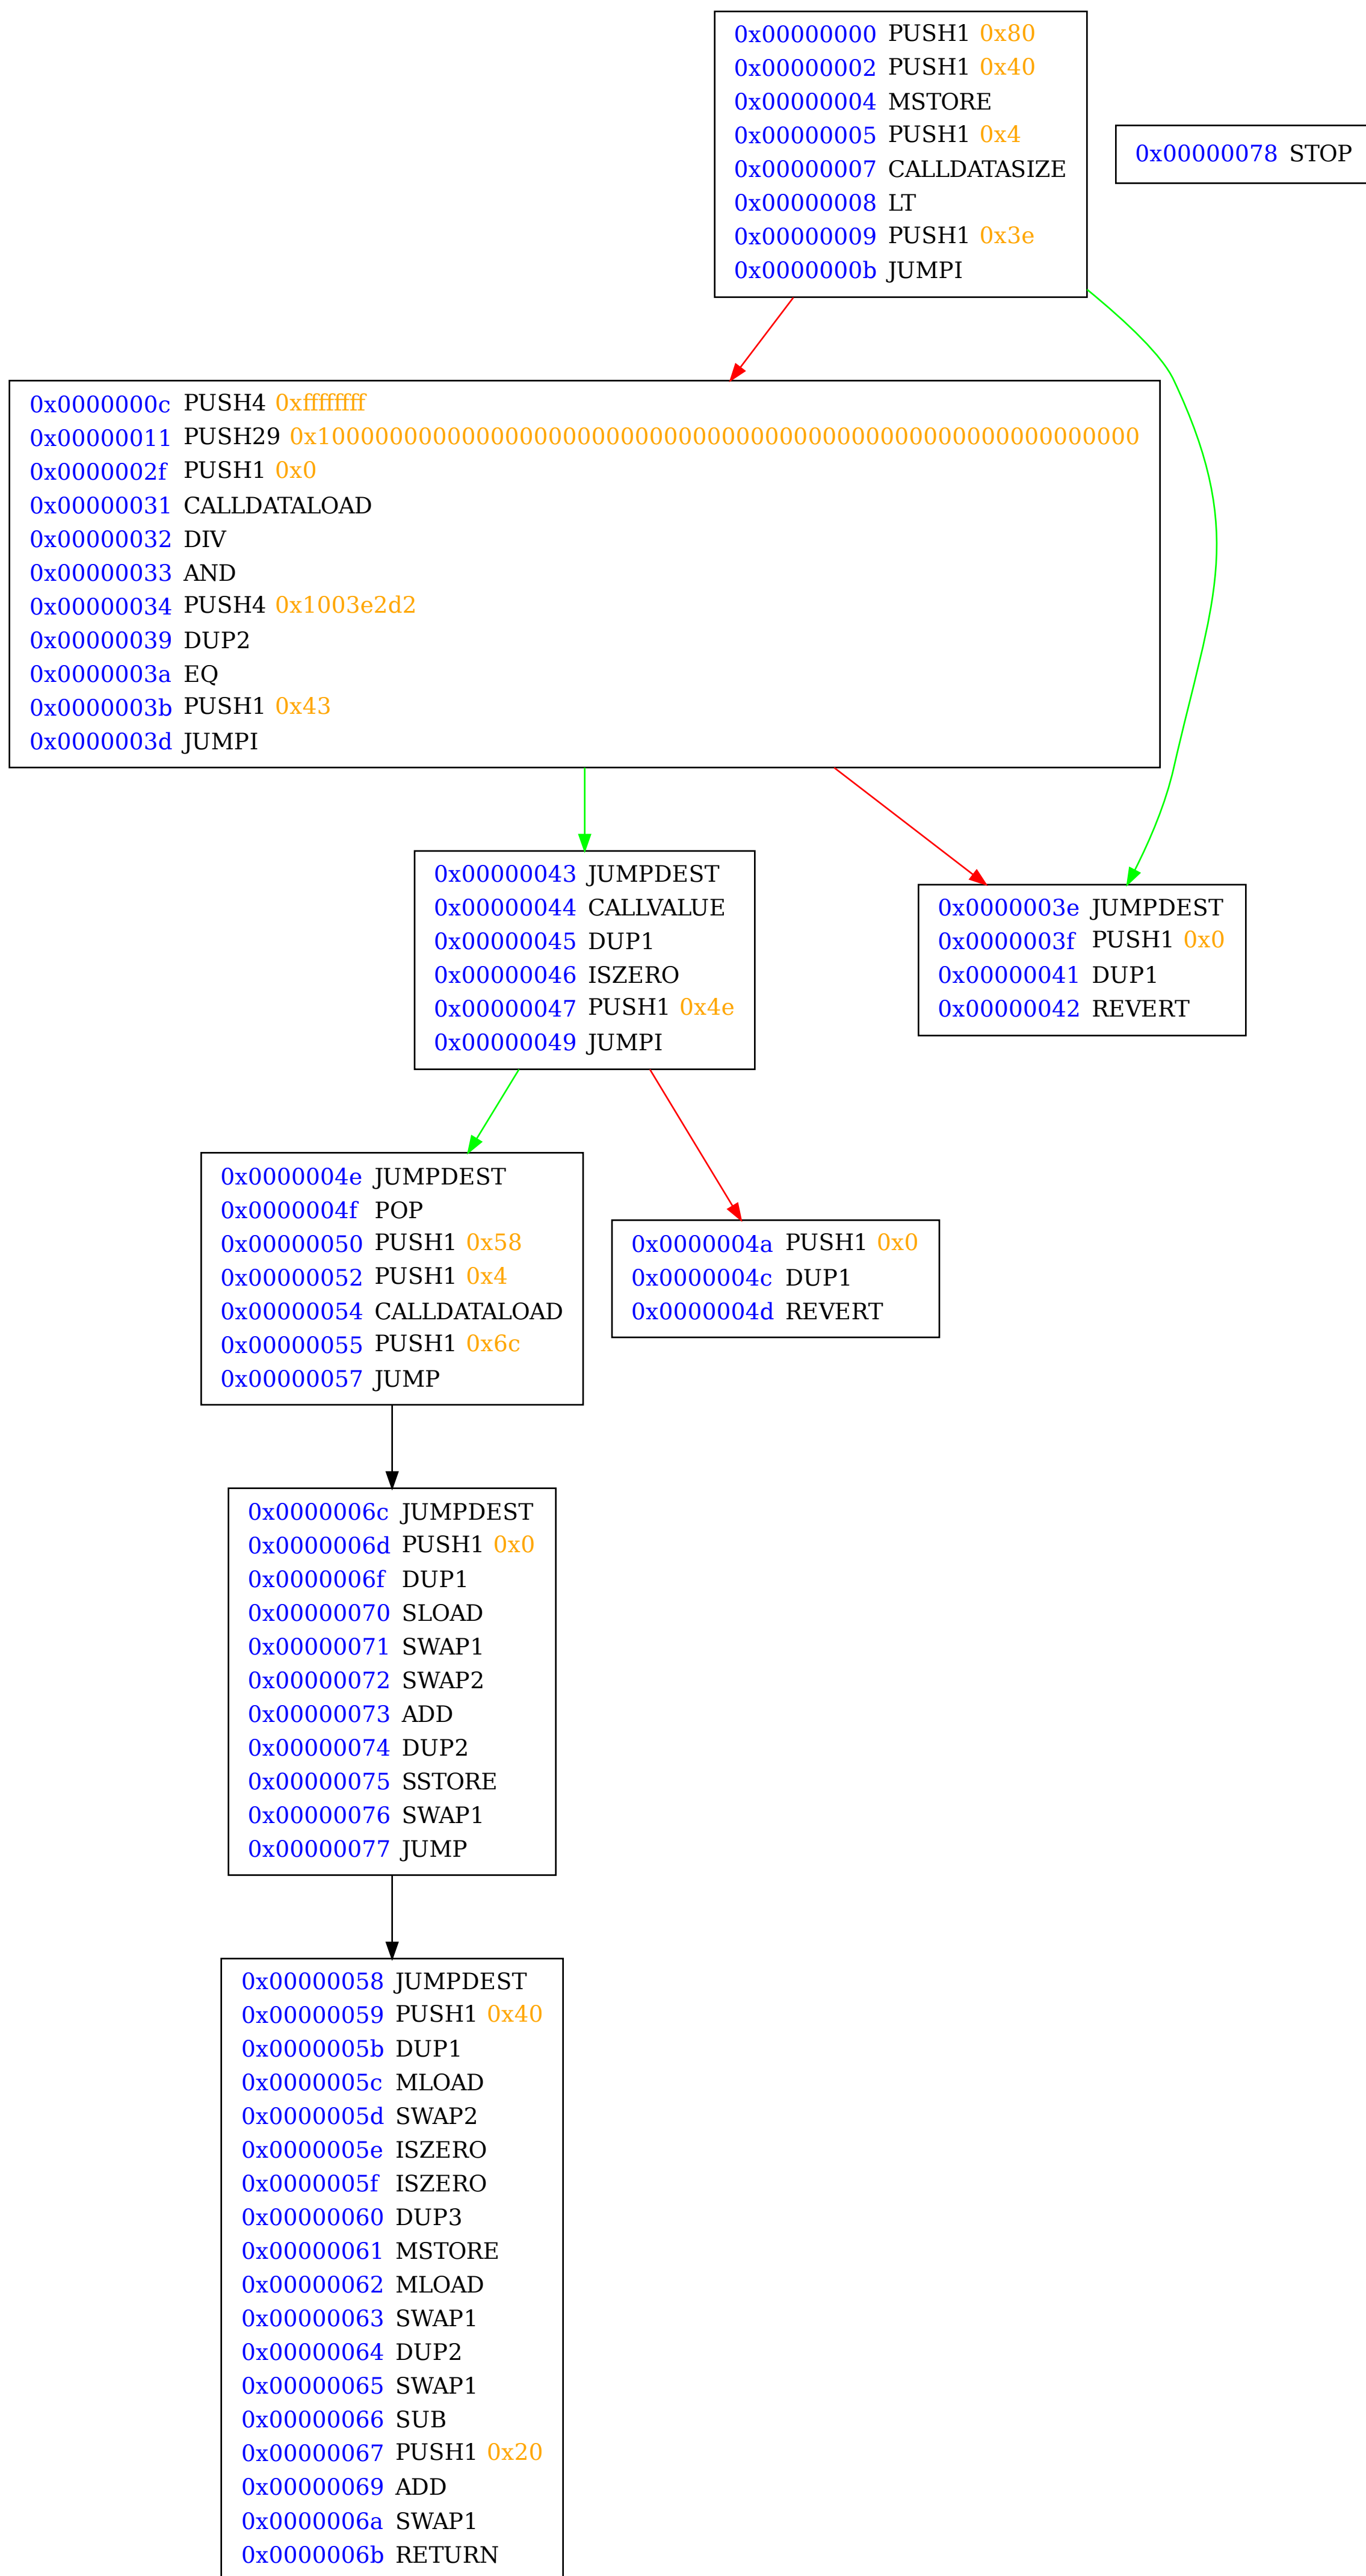 0x00000000 PUSH1 0x80
0x00000002 PUSH1 0x40
0x00000004 MSTORE
0x00000005 PUSH1 0x4
0x00000007 CALLDATASIZE
0x00000008 LT
0x00000009 PUSH1 0x3e
0x0000000b JUMPI
0x00000078 STOP
0x0000000c PUSH4 0xffffffff
0x00000011 PUSH29 0x100000000000000000000000000000000000000000000000000000000
0x0000002f PUSH1 0x0
0x00000031 CALLDATALOAD
0x00000032 DIV
0x00000033 AND
0x00000034 PUSH4 0x1003e2d2
0x00000039 DUP2
0x0000003a EQ
0x0000003b PUSH1 0x43
0x0000003d JUMPI
0x00000043 JUMPDEST
0x00000044 CALLVALUE
0x00000045 DUP1
0x00000046 ISZERO
0x00000047 PUSH1 0x4e
0x00000049 JUMPI
0x0000003e JUMPDEST
0x0000003f PUSH1 0x0
0x00000041 DUP1
0x00000042 REVERT
0x0000004e JUMPDEST
0x0000004f POP
0x00000050 PUSH1 0x58
0x00000052 PUSH1 0x4
0x00000054 CALLDATALOAD
0x00000055 PUSH1 0x6c
0x00000057 JUMP
0x0000004a PUSH1 0x0
0x0000004c DUP1
0x0000004d REVERT
0x0000006c JUMPDEST
0x0000006d PUSH1 0x0
0x0000006f DUP1
0x00000070 SLOAD
0x00000071 SWAP1
0x00000072 SWAP2
0x00000073 ADD
0x00000074 DUP2
0x00000075 SSTORE
0x00000076 SWAP1
0x00000077 JUMP
0x00000058 JUMPDEST
0x00000059 PUSH1 0x40
0x0000005b DUP1
0x0000005c MLOAD
0x0000005d SWAP2
0x0000005e ISZERO
0x0000005f ISZERO
0x00000060 DUP3
0x00000061 MSTORE
0x00000062 MLOAD
0x00000063 SWAP1
0x00000064 DUP2
0x00000065 SWAP1
0x00000066 SUB
0x00000067 PUSH1 0x20
0x00000069 ADD
0x0000006a SWAP1
0x0000006b RETURN